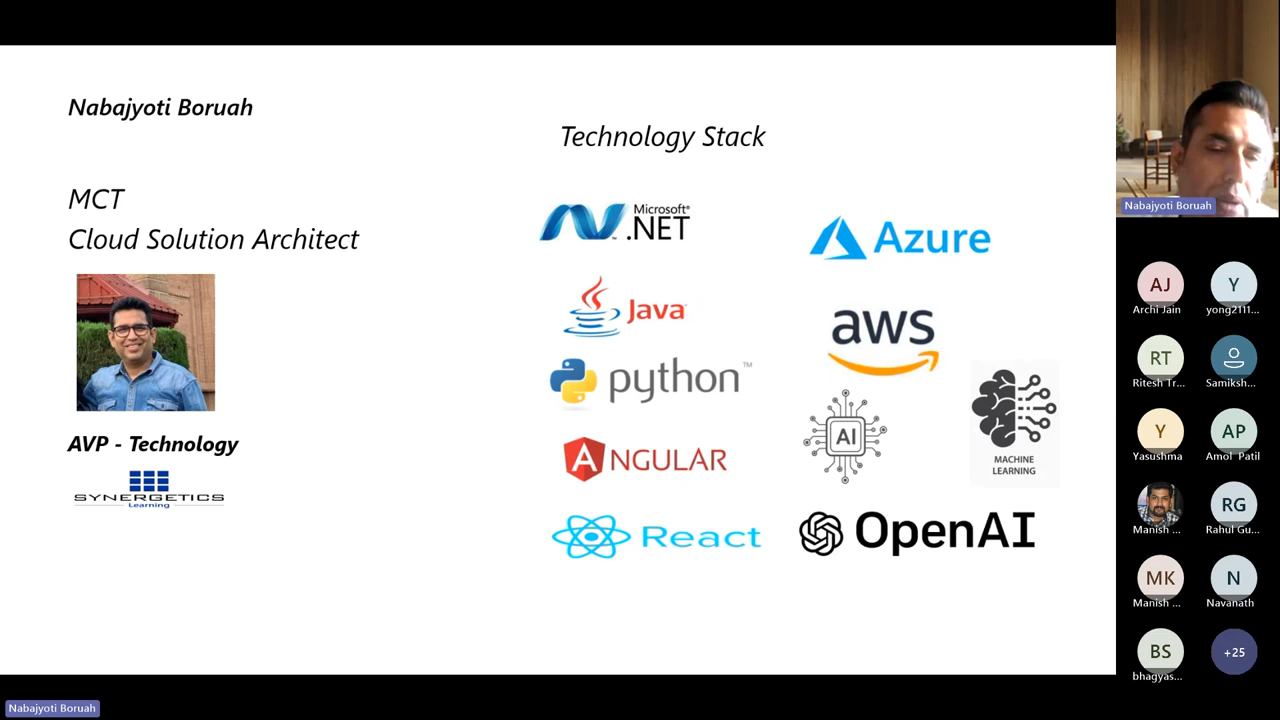 Nabajyoti Boruah
MCT
Cloud Solution Architect
AVP - Technology
SYNERGETICS
Learning
Technology Stack
Microsoft®
.NET
Azure
Java
aws
python™
AI
MACHINE
LEARNING
ANGULAR
React
OpenAI
Nabajyoti Boruah
AJ
Archi Jain
Y
yong2111...
RT
Ritesh Tr...
Samiksh...
Y
Yasushma
AP
Amol Patil
Manish ...
RG
Rahul Gu...
MK
Manish ...
N
Navanath
BS
bhagyas...
+25
Nabajyoti Boruah